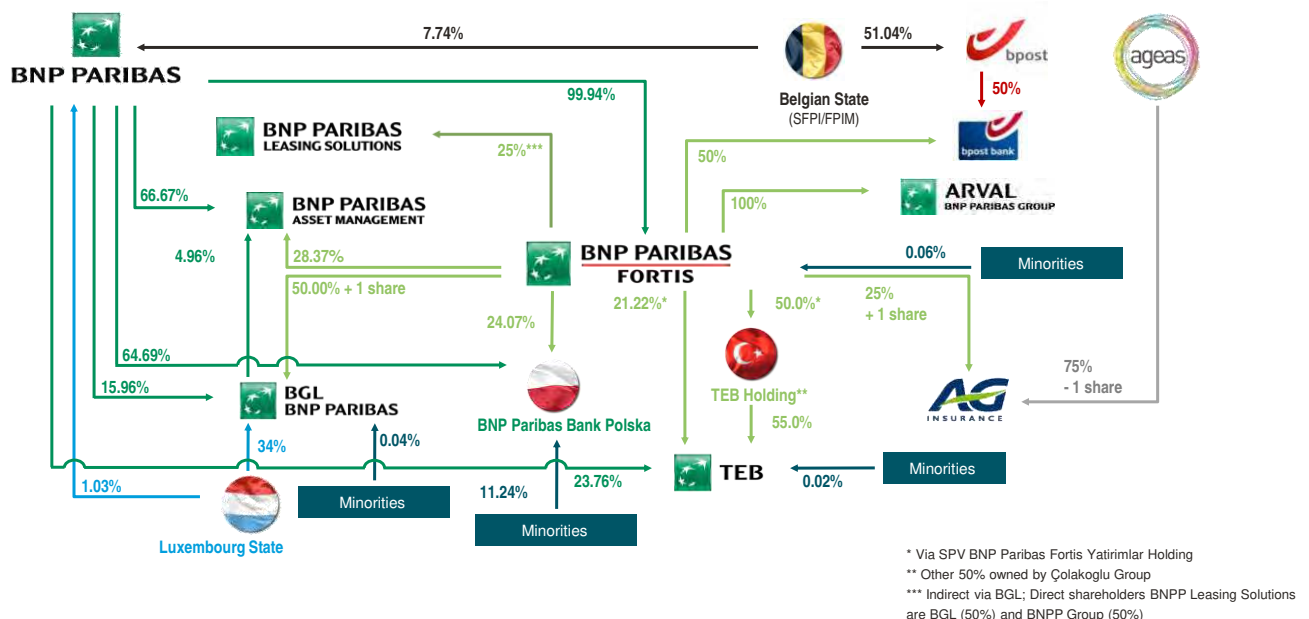 7.74%
51.04%
BNP PARIBAS
bpost
ageas
99.94%
50%
Belgian State
(SFPI/FPIM)
BNP PARIBAS
LEASING SOLUTIONS
25%***
bpost bank
50%
66.67%
BNP PARIBAS
ASSET MANAGEMENT
100%
ARVAL
BNP PARIBAS GROUP
4.96%
28.37%
BNP PARIBAS
FORTIS
0.06%
Minorities
50.00% + 1 share
21.22%*
50.0%*
25%
+ 1 share
24.07%
64.69%
75%
- 1 share
15.96%
BGL
BNP PARIBAS
TEB Holding**
AG
INSURANCE
BNP Paribas Bank Polska
55.0%
34%
0.04%
TEB
Minorities
1.03%
Minorities
11.24%
23.76%
0.02%
Minorities
Luxembourg State
* Via SPV BNP Paribas Fortis Yatirimlar Holding
** Other 50% owned by Çolakoglu Group
*** Indirect via BGL; Direct shareholders BNPP Leasing Solutions
are BGL (50%) and BNPP Group (50%)